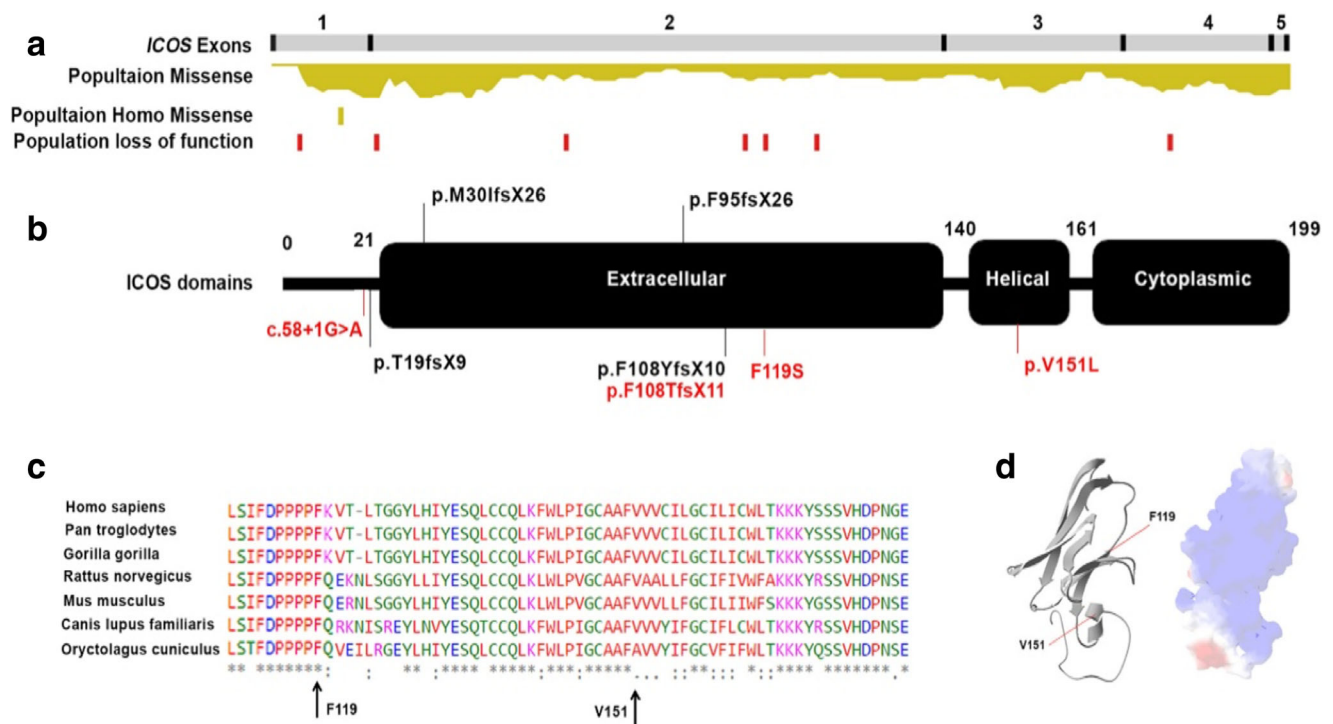 a
1 2 3 4 5
ICOS Exons
Popultaion Missense
Popultaion Homo Missense
Population loss of function
b
p.M30IfsX26
p.F95fsX26
0
21
140
161
199
ICOS domains
Extracellular
Helical
Cytoplasmic
c.58+1G>A
p.T19fsX9
p.F108YfsX10
p.F108TfsX11
F119S
p.V151L
c
Homo sapiens LSIFDPPPPFKVT-LTGGYLHIYESQLCCQLKFWLPIGCAAFVVVCILGCILICWLTKKKYSSSVHDPNGE
Pan troglodytes LSIFDPPPPFKVT-LTGGYLHIYESQLCCQLKFWLPIGCAAFVVVCILGCILICWLTKKKYSSSVHDPNGE
Gorilla gorilla LSIFDPPPPFKVT-LTGGYLHIYESQLCCQLKFWLPIGCAAFVVVCILGCILICWLTKKKYSSSVHDPNGE
Rattus norvegicus LSIFDPPPPFQEKNLSGGYLLIYESQLCCQLKFWLPVGCAAFVAALLFGCIFIVWFAKKKYRSSVHDPNSE
Mus musculus LSIFDPPPPFQERNLSGGYLHIYESQLCCQLKFWLPVGCAAFVVVLLFGCILIIWFSKKKYRSSVHDPNSE
Canis lupus familiaris LSIFDPPPPFQRKNISREYLNVYESQTCCQLKFWLPIGCAAFVVVYIFGCIFLCWLTKKKYRSSVHDPNSE
Oryctolagus cuniculus LSTFDPPPPFQVEILRGEYLHIYESQLCCQLKFWLPIGCAAFAVVYIFGCVFIFWLTKKKYQSSVHDPNSE
F119
V151
d
F119
V151